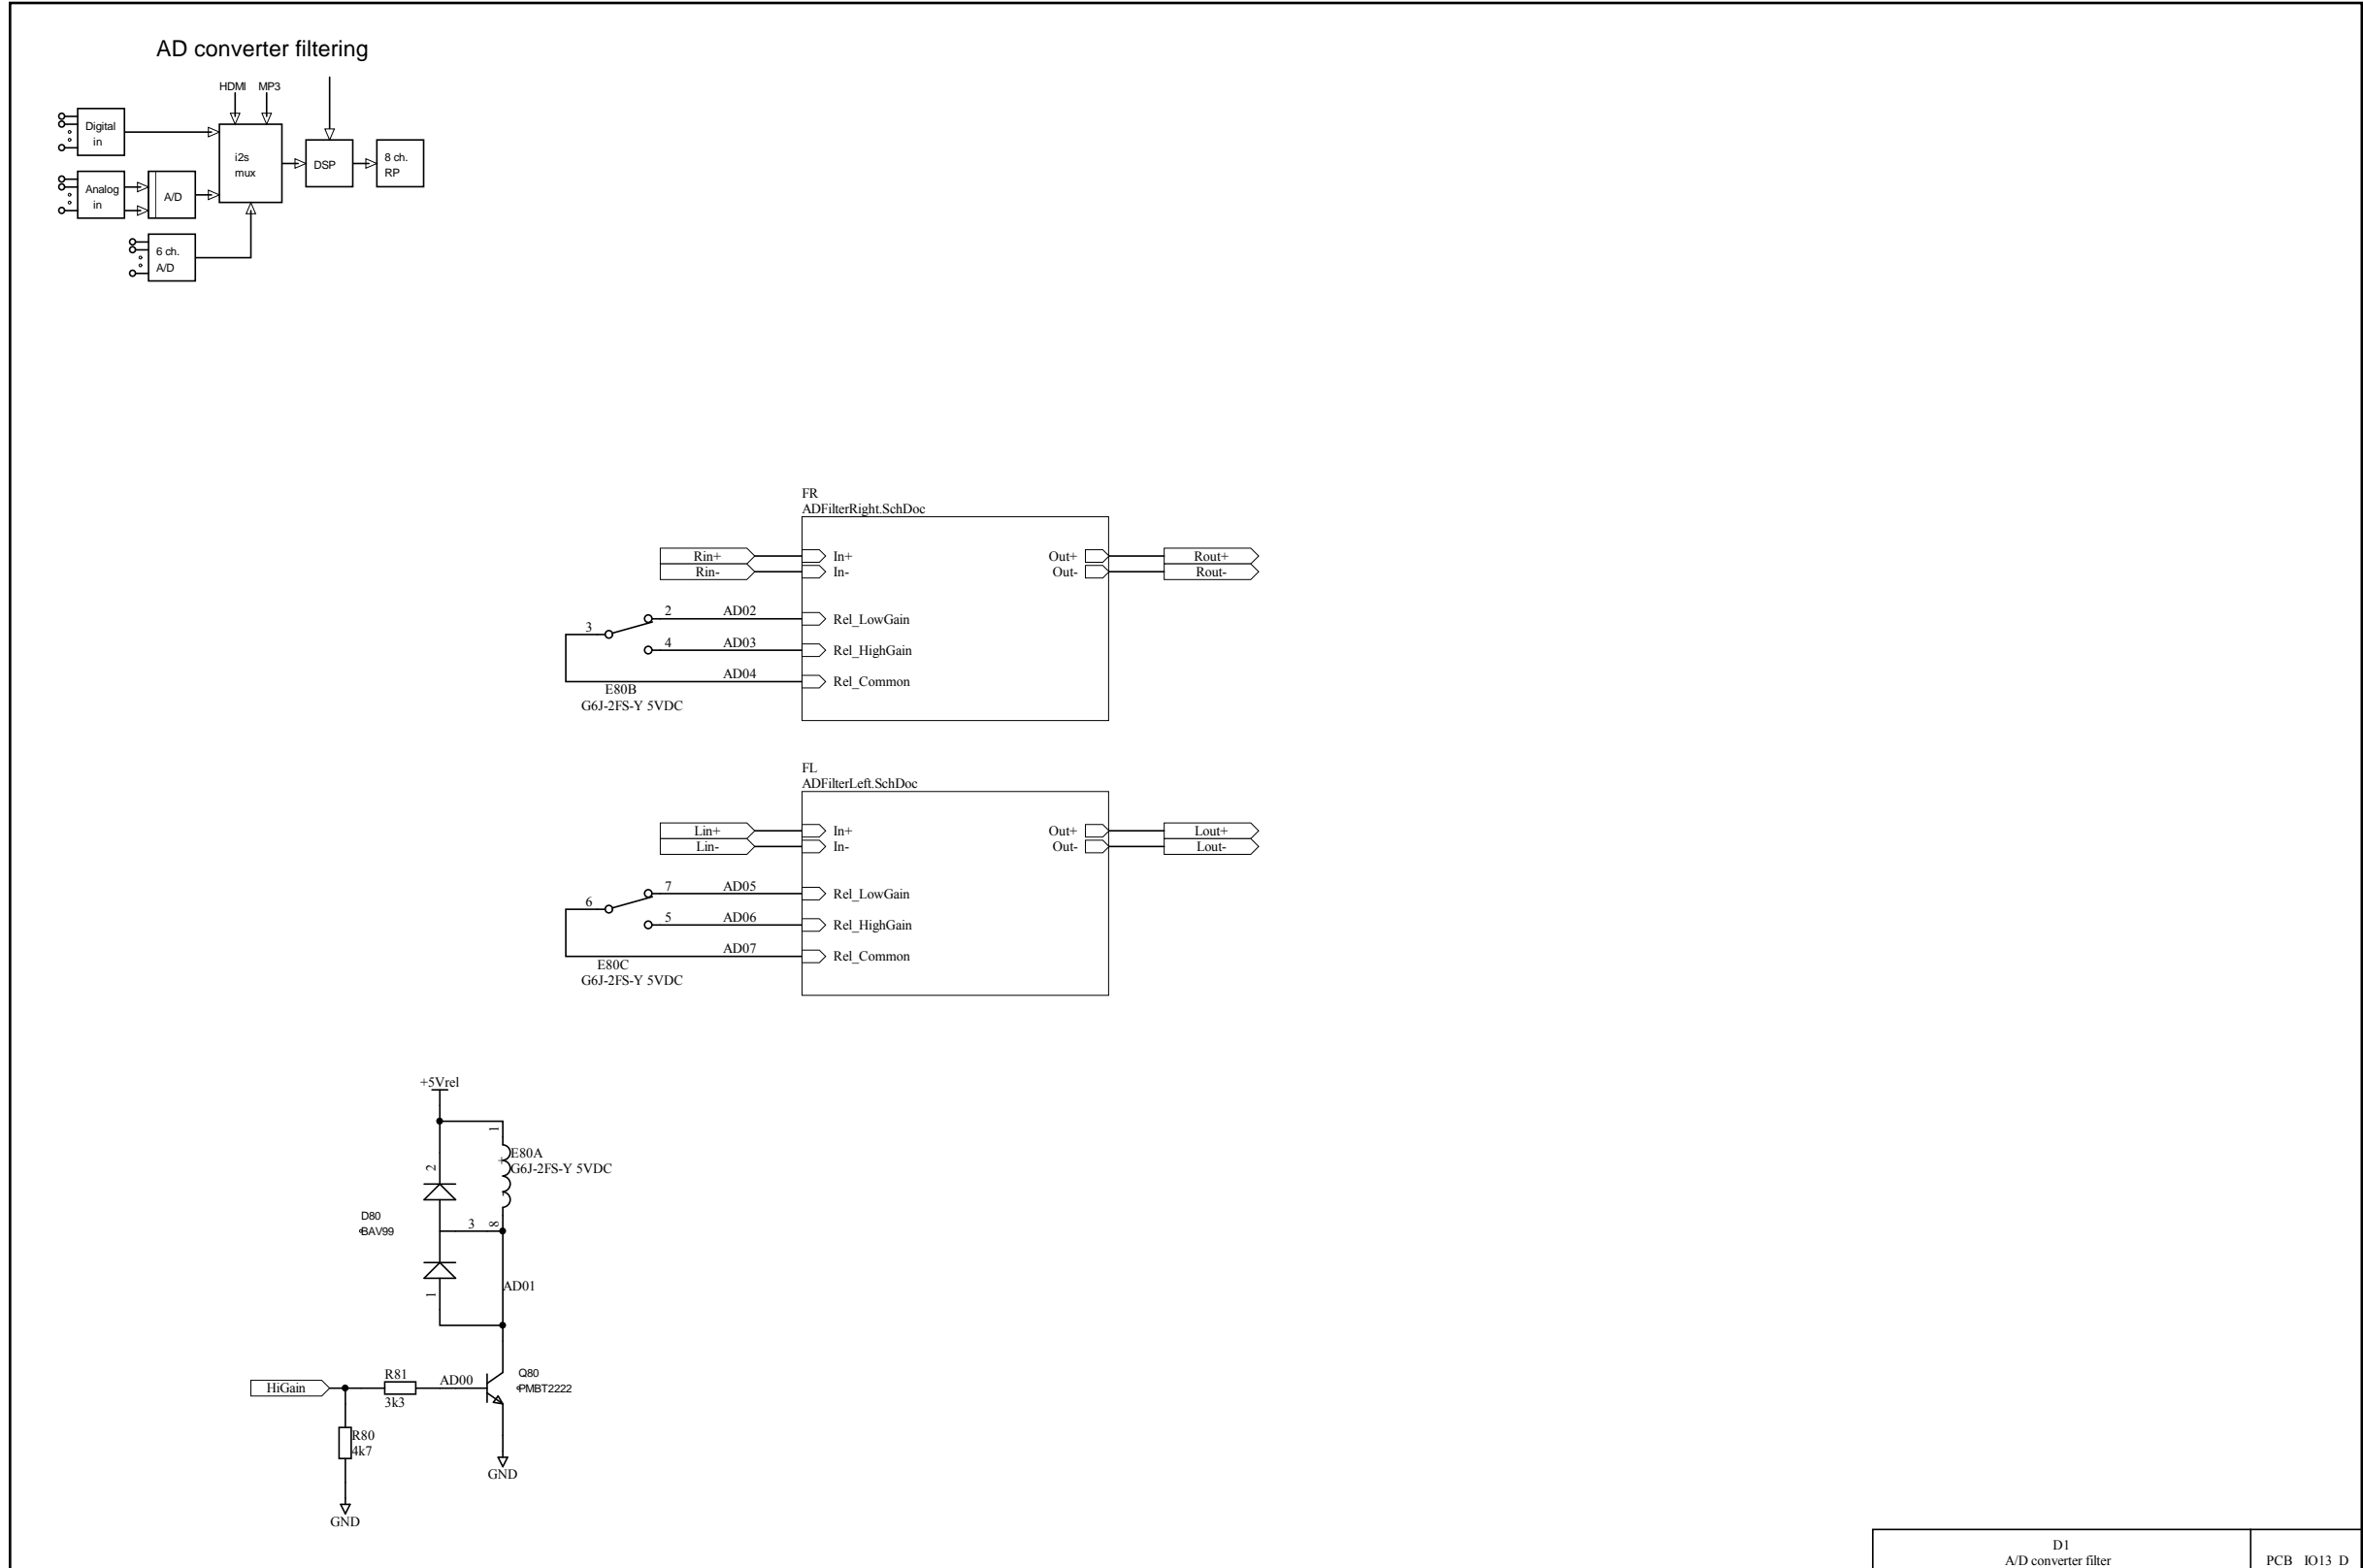 AD converter filtering
HDMI MP3
Digital
in
i2s
mux
DSP
8 ch.
RP
Analog
in
A/D
6 ch.
A/D
FR
ADFilterRight.SchDoc
Rin+ In+ Out+ Rout+
Rin- In- Out- Rout-
2 AD02 Rel_LowGain
3
4 AD03 Rel_HighGain
AD04 Rel_Common
E80B
G6J-2FS-Y 5VDC
FL
ADFilterLeft.SchDoc
Lin+ In+ Out+ Lout+
Lin- In- Out- Lout-
7 AD05 Rel_LowGain
6
5 AD06 Rel_HighGain
AD07 Rel_Common
E80C
G6J-2FS-Y 5VDC
+5Vrel
1
E80A
+
G6J-2FS-Y 5VDC
2
D80
BAV99
3 8
1
AD01
HiGain
R81
3k3
AD00
Q80
PMBT2222
R80
4k7
GND
GND
D1
A/D converter filter
PCB IO13_D